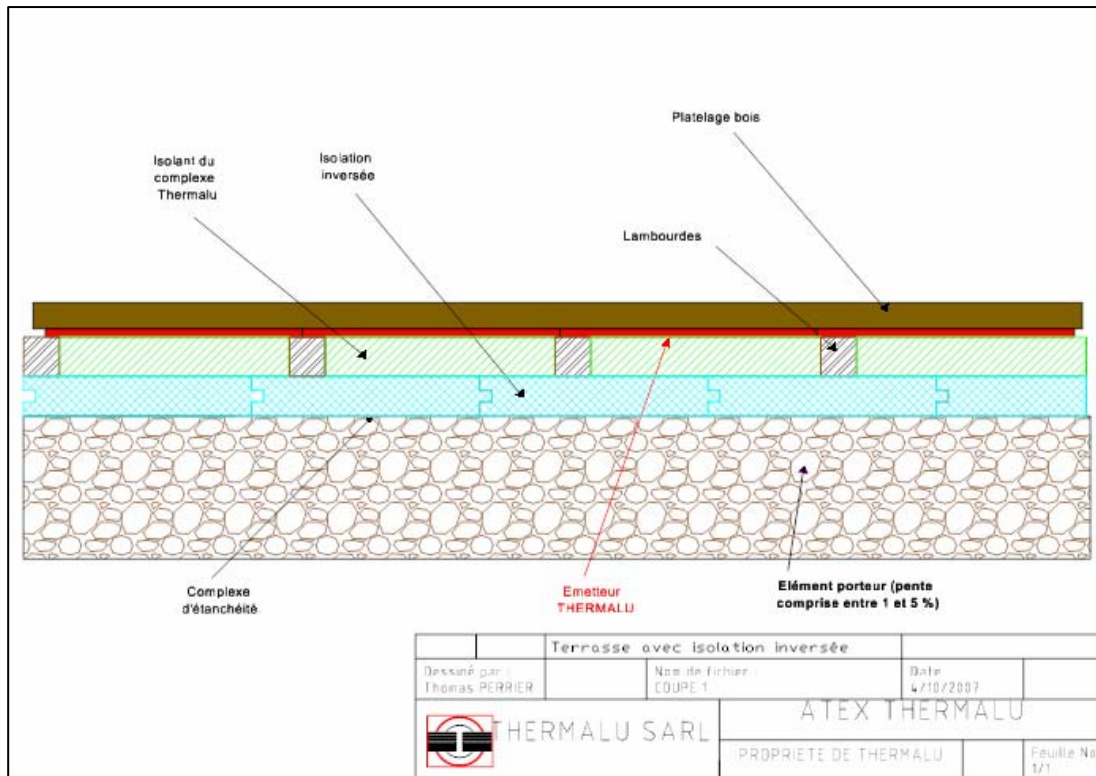 Platelage bois
Isolant du
complexe
Thermalu
Isolation
inversée
Lambourdes
Complexe
d'étanchéité
Emetteur
THERMALU
Elément porteur (pente
comprise entre 1 et 5 %)
Terrasse avec isolation inversée
Dessiné par :
Thomas PERRIER
Nom de fichier :
COUPE 1
Date
4/10/2007
THERMALU SARL
ATEX THERMALU
PROPRIETE DE THERMALU
Feuille No
1/1